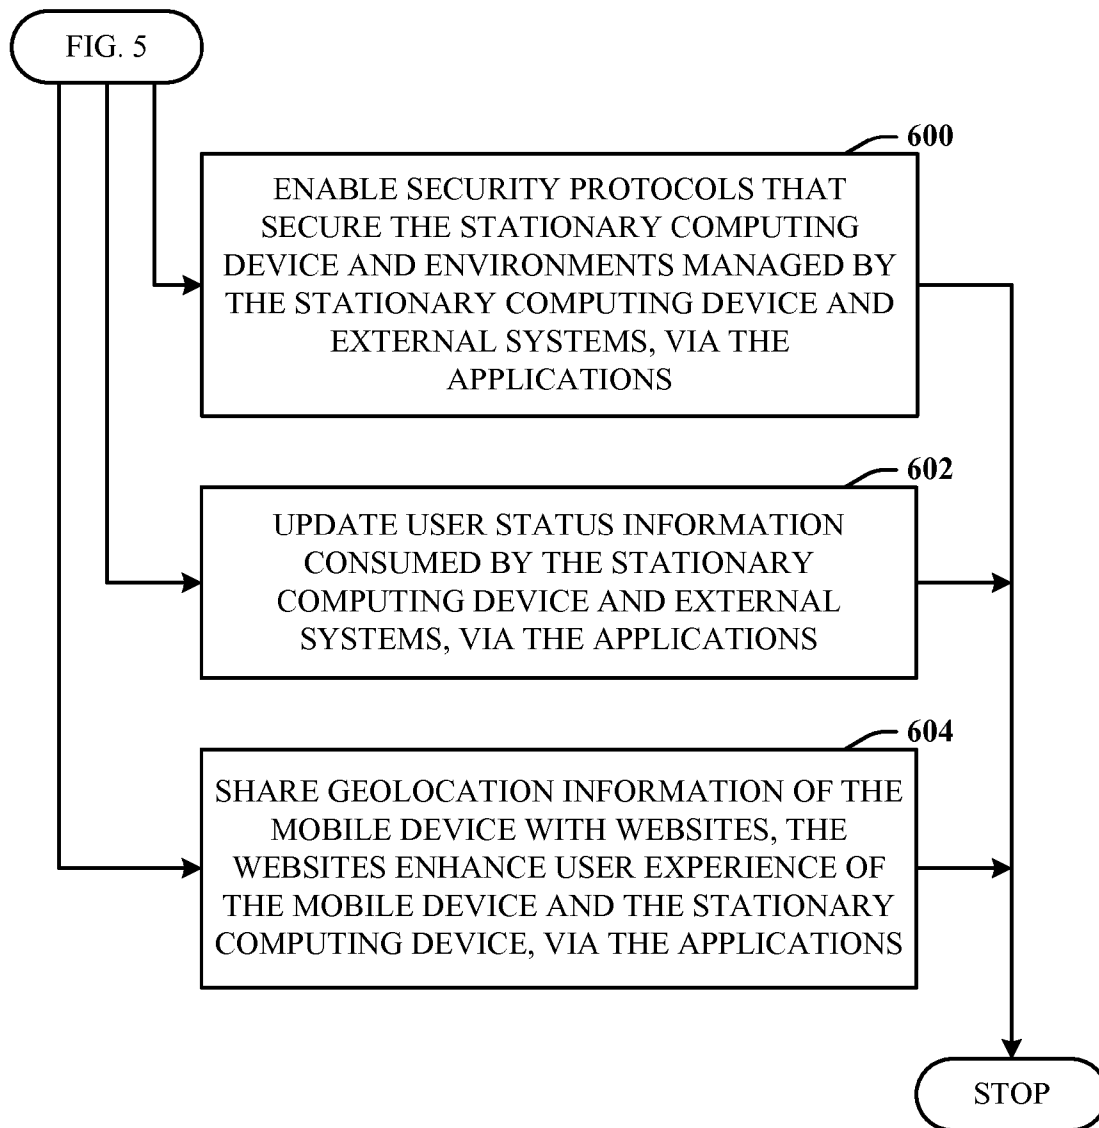 FIG. 5
600
ENABLE SECURITY PROTOCOLS THAT
SECURE THE STATIONARY COMPUTING
DEVICE AND ENVIRONMENTS MANAGED BY
THE STATIONARY COMPUTING DEVICE AND
EXTERNAL SYSTEMS, VIA THE
APPLICATIONS
602
UPDATE USER STATUS INFORMATION
CONSUMED BY THE STATIONARY
COMPUTING DEVICE AND EXTERNAL
SYSTEMS, VIA THE APPLICATIONS
604
SHARE GEOLOCATION INFORMATION OF THE
MOBILE DEVICE WITH WEBSITES, THE
WEBSITES ENHANCE USER EXPERIENCE OF
THE MOBILE DEVICE AND THE STATIONARY
COMPUTING DEVICE, VIA THE APPLICATIONS
STOP